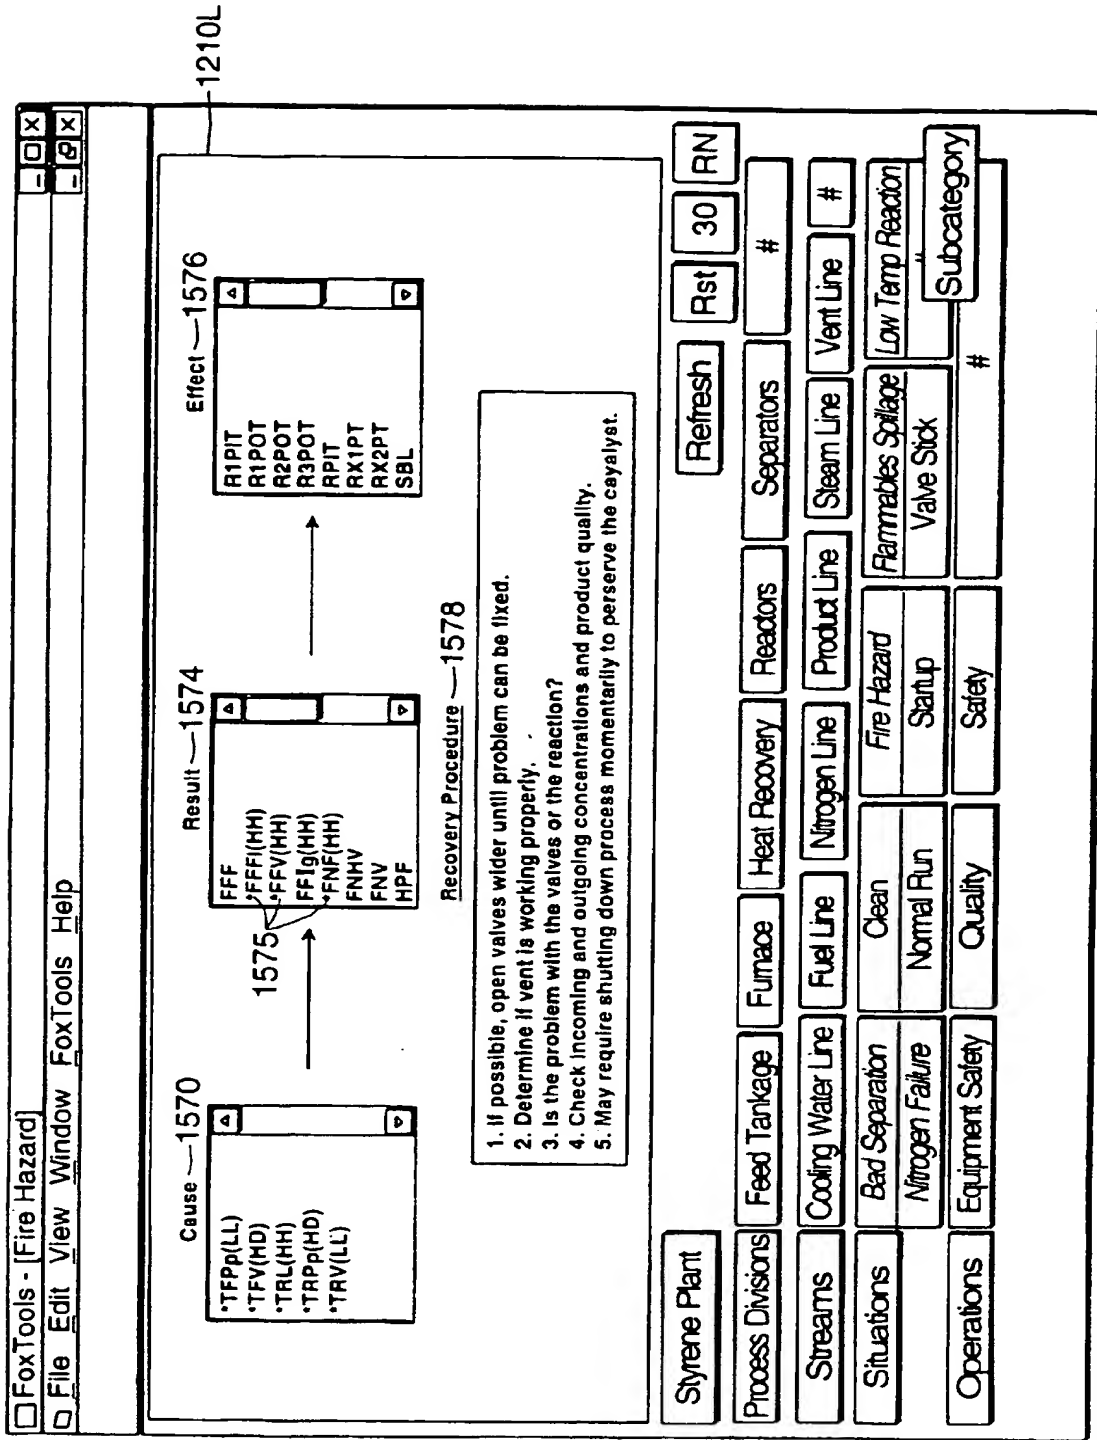 FoxTools - [Fire Hazard]
File Edit View Window FoxTools Help
1210L
Cause 1570
*TFPp(LL)
*TFV(HD)
*TRL(HH)
*TRPp(HD)
*TRV(LL)
Result 1574
FFF
*FFFI(HH)
*FFV(HH)
FFIg(HH)
*FNF(HH)
FNHV
FNV
HPF
1575
Effect 1576
R1PIT
R1POT
R2POT
R3POT
RPIT
RX1PT
RX2PT
SBL
Recovery Procedure 1578
1. If possible, open valves wider until problem can be fixed.
2. Determine if vent is working properly.
3. Is the problem with the valves or the reaction?
4. Check incoming and outgoing concentrations and product quality.
5. May require shutting down process momentarily to perserve the cayalyst.
Styrene Plant Refresh Rst 30 RN
Process Divisions Feed Tankage Furnace Heat Recovery Reactors Separators #
Streams Cooling Water Line Fuel Line Nitrogen Line Product Line Steam Line Vent Line #
Situations Bad Separation Clean Fire Hazard Flammables Spillage Low Temp Reaction
Nitrogen Failure Normal Run Startup Valve Stick #
Subcategory
Operations Equipment Safety Quality Safety #